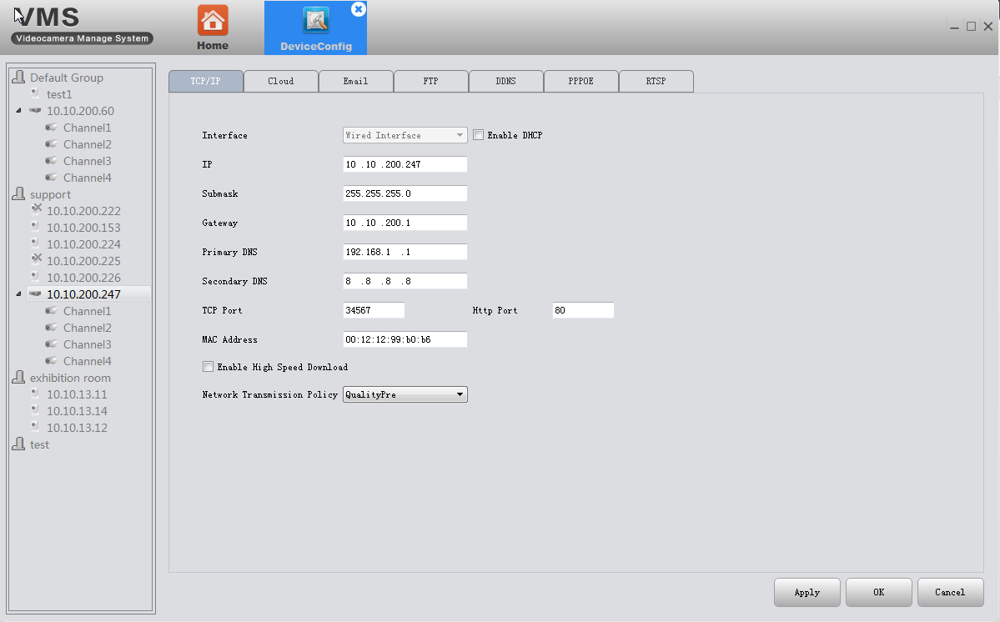 VMS
Videocamera Manage System
Home
DeviceConfig
Default Group
test1
10.10.200.60
Channel1
Channel2
Channel3
Channel4
support
10.10.200.222
10.10.200.153
10.10.200.224
10.10.200.225
10.10.200.226
10.10.200.247
Channel1
Channel2
Channel3
Channel4
exhibition room
10.10.13.11
10.10.13.14
10.10.13.12
test
TCP/IP Cloud Email FTP DDNS PPPOE RTSP
Interface Wired Interface Enable DHCP
IP 10 .10 .200.247
Submask 255.255.255.0
Gateway 10 .10 .200.1
Primary DNS 192.168.1 .1
Secondary DNS 8 .8 .8 .8
TCP Port 34567 Http Port 80
MAC Address 00:12:12:99:b0:b6
Enable High Speed Download
Network Transmission Policy QualityPre
Apply OK Cancel